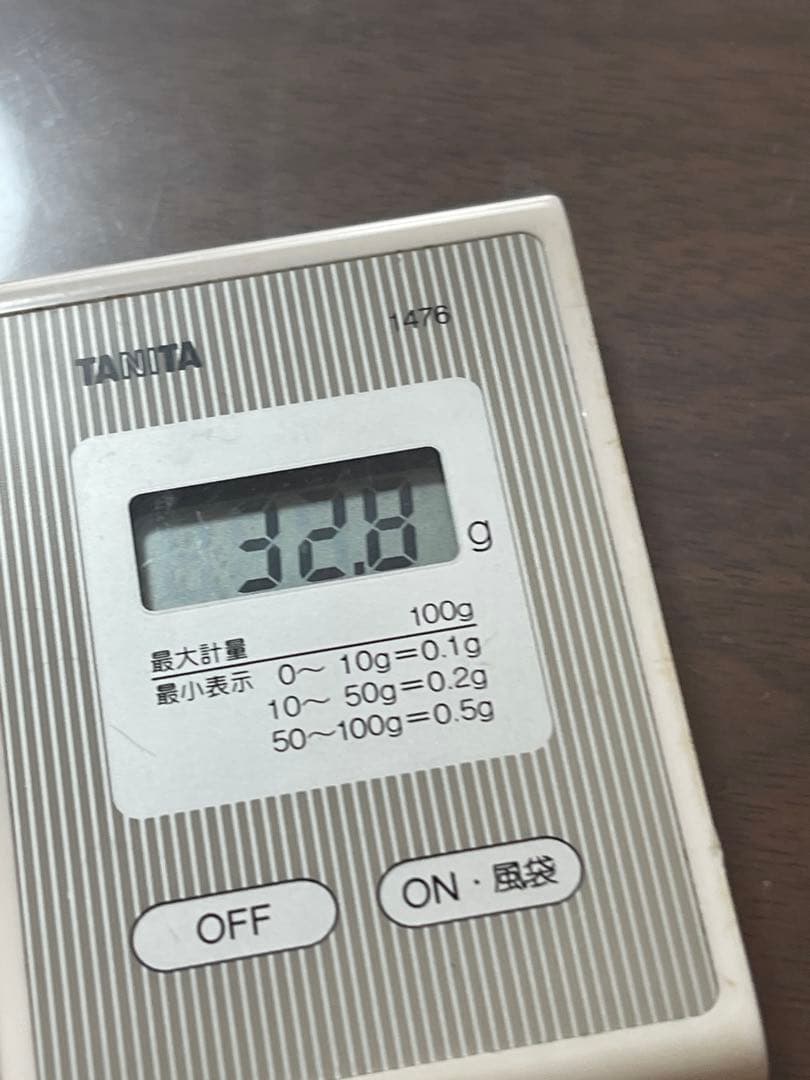 1476
TANITA
32.8 g
最大計量 100g
最小表示 0〜 10g=0.1g
10〜 50g=0.2g
50〜100g=0.5g
OFF
ON・風袋